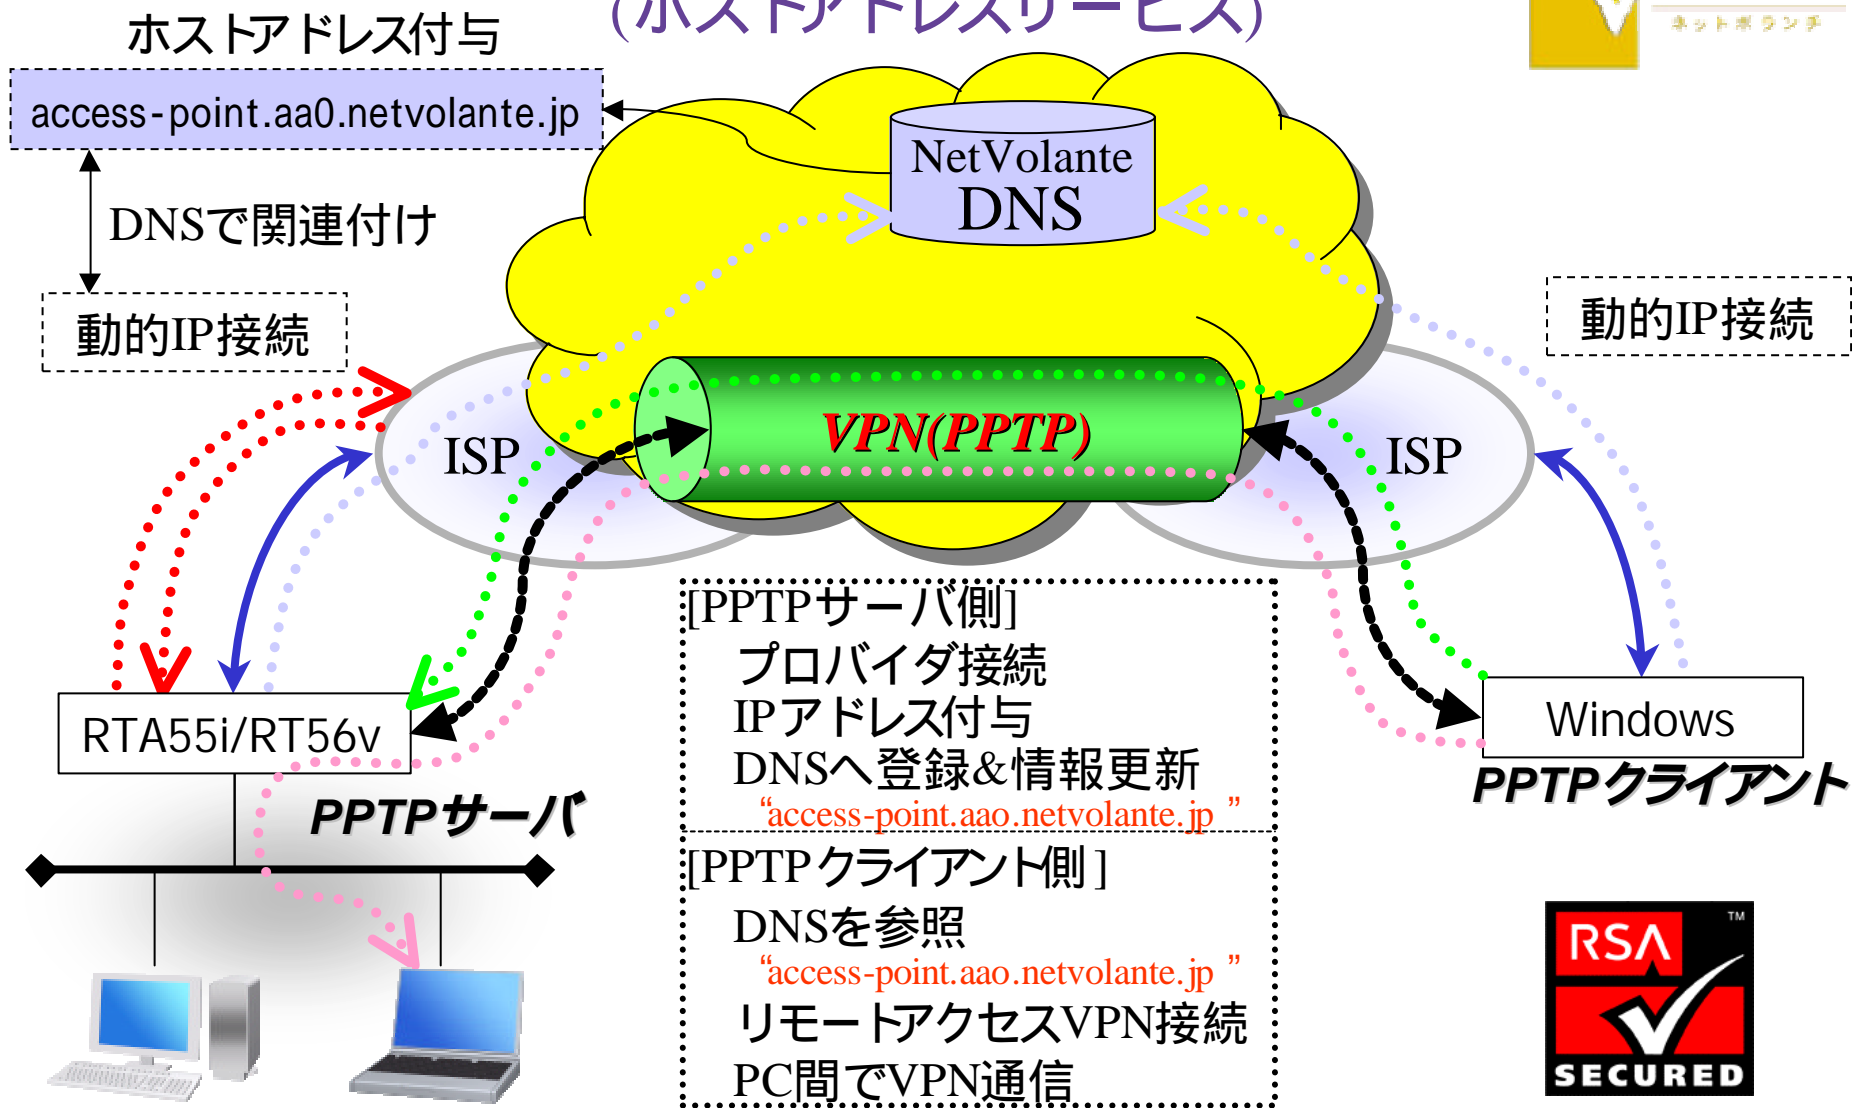 (ホストアドレスサービス)
ネットボランチ
ホストアドレス付与
access-point.aa0.netvolante.jp
DNSで関連付け
動的IP接続
NetVolante
DNS
動的IP接続
ISP
VPN(PPTP)
ISP
RTA55i/RT56v
PPTPサーバ
Windows
PPTPクライアント
[PPTPサーバ側]
プロバイダ接続
IPアドレス付与
DNSへ登録&情報更新
“access-point.aao.netvolante.jp ”
[PPTPクライアント側]
DNSを参照
“access-point.aao.netvolante.jp ”
リモートアクセスVPN接続
PC間でVPN通信
RSA
TM
SECURED